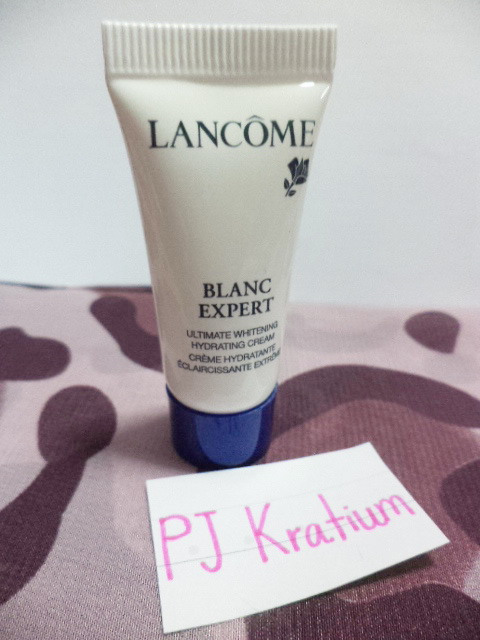 LANCÔME
BLANC
EXPERT
ULTIMATE WHITENING
HYDRATING CREAM
CRÈME HYDRATANTE
ÉCLAIRCISSANTE EXTRÊME
PJ Kratium